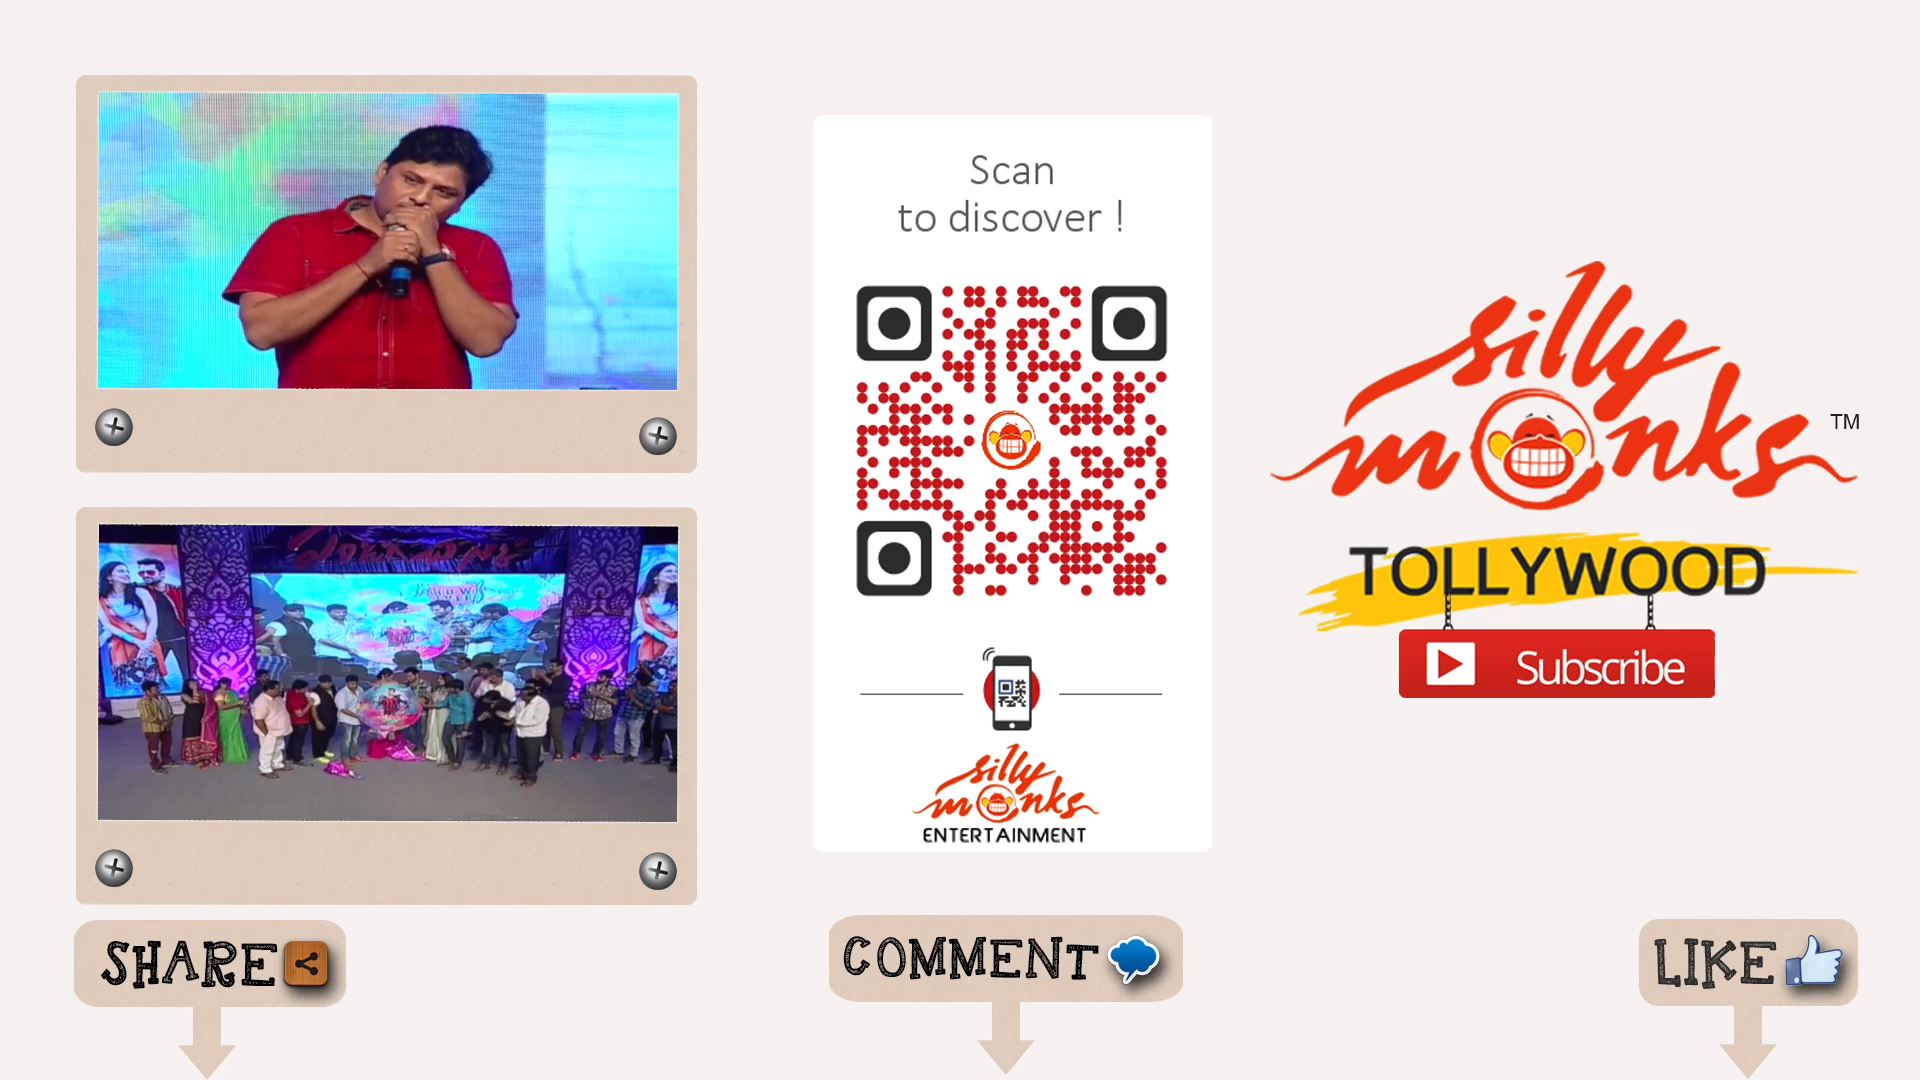 Scan
to discover !
silly
monks
TM
TOLLYWOOD
Subscribe
silly
monks
ENTERTAINMENT
SHARE
COMMENT
LIKE